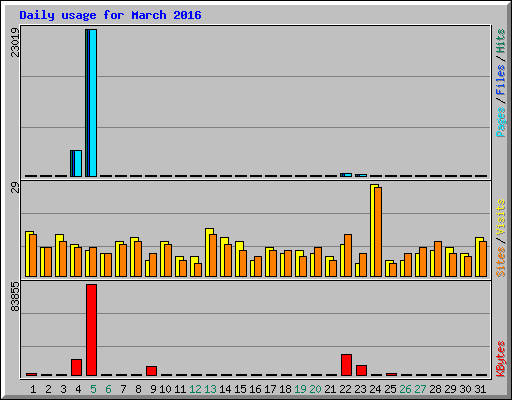 Daily usage for March 2016
23019
Pages / Files / Hits
29
Sites / Visits
83855
KBytes
1 2 3 4 5 6 7 8 9 10 11 12 13 14 15 16 17 18 19 20 21 22 23 24 25 26 27 28 29 30 31